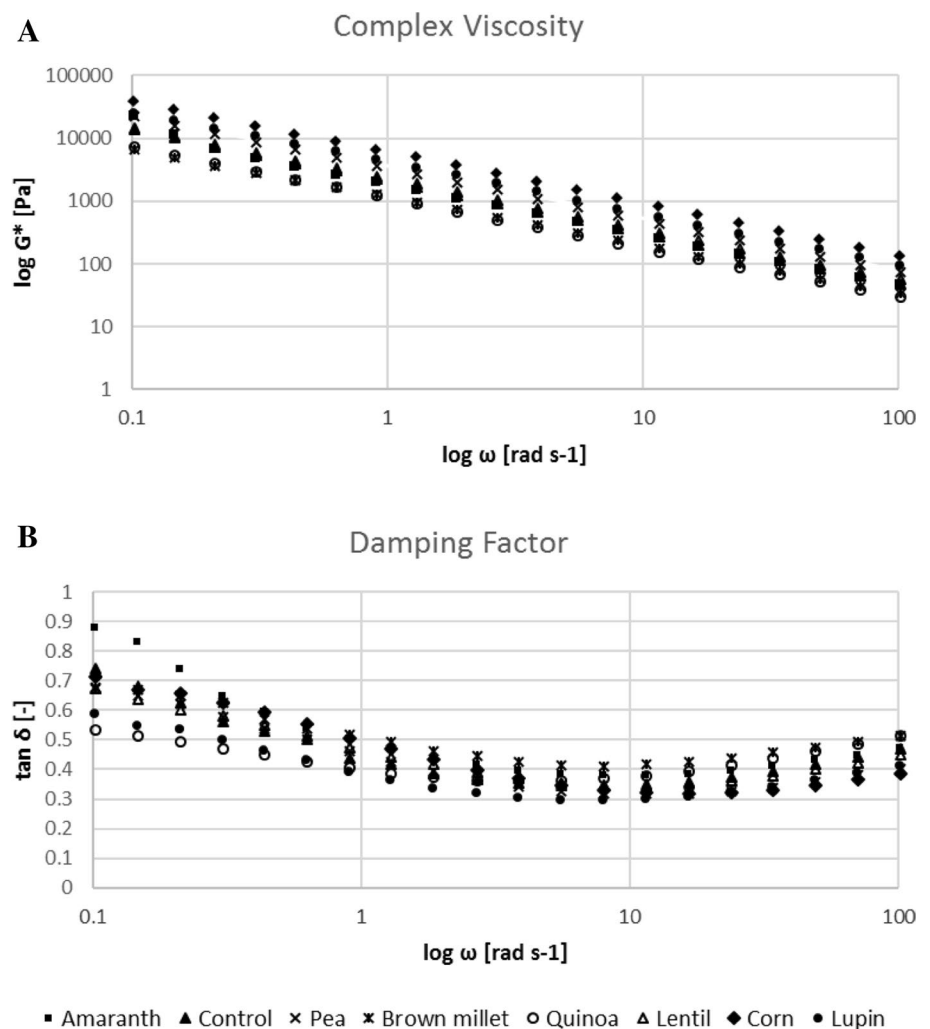 A
Complex Viscosity
100000
10000
1000
100
10
1
log G* [Pa]
0.1 1 10 100
log ω [rad s-1]
B
Damping Factor
1
0.9
0.8
0.7
0.6
0.5
0.4
0.3
0.2
0.1
0
tan δ [-]
0.1 1 10 100
log ω [rad s-1]
Amaranth Control Pea Brown millet Quinoa Lentil Corn Lupin